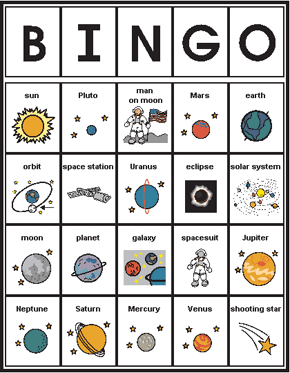 BINGO
sun Pluto man on moon Mars earth
orbit space station Uranus eclipse solar system
moon planet galaxy spacesuit Jupiter
Neptune Saturn Mercury Venus shooting star